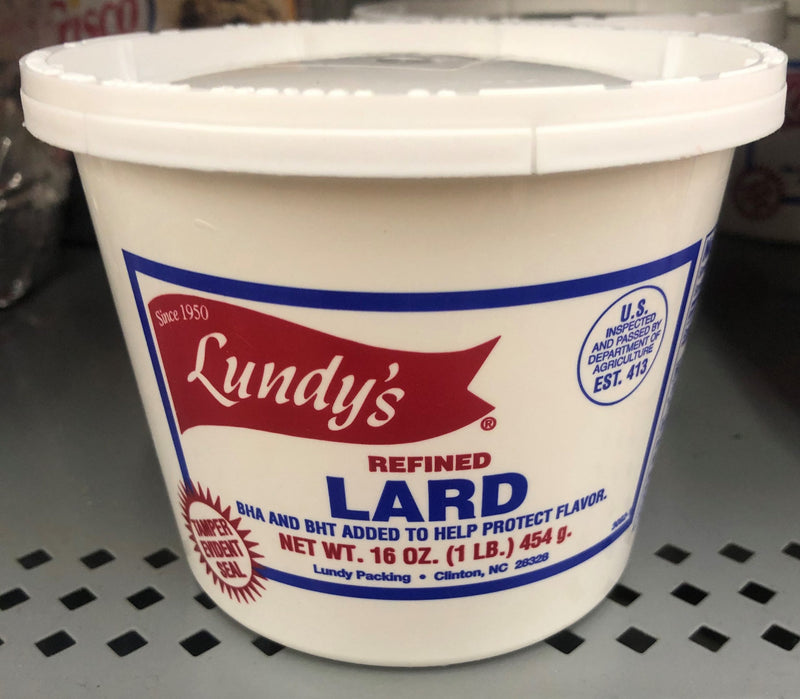 Since 1950
Lundy's
®
U.S.
INSPECTED
AND PASSED BY
DEPARTMENT OF
AGRICULTURE
EST. 413
REFINED
LARD
BHA AND BHT ADDED TO HELP PROTECT FLAVOR.
NET WT. 16 OZ. (1 LB.) 454 g.
Lundy Packing • Clinton, NC 28328
TAMPER
EVIDENT
SEAL